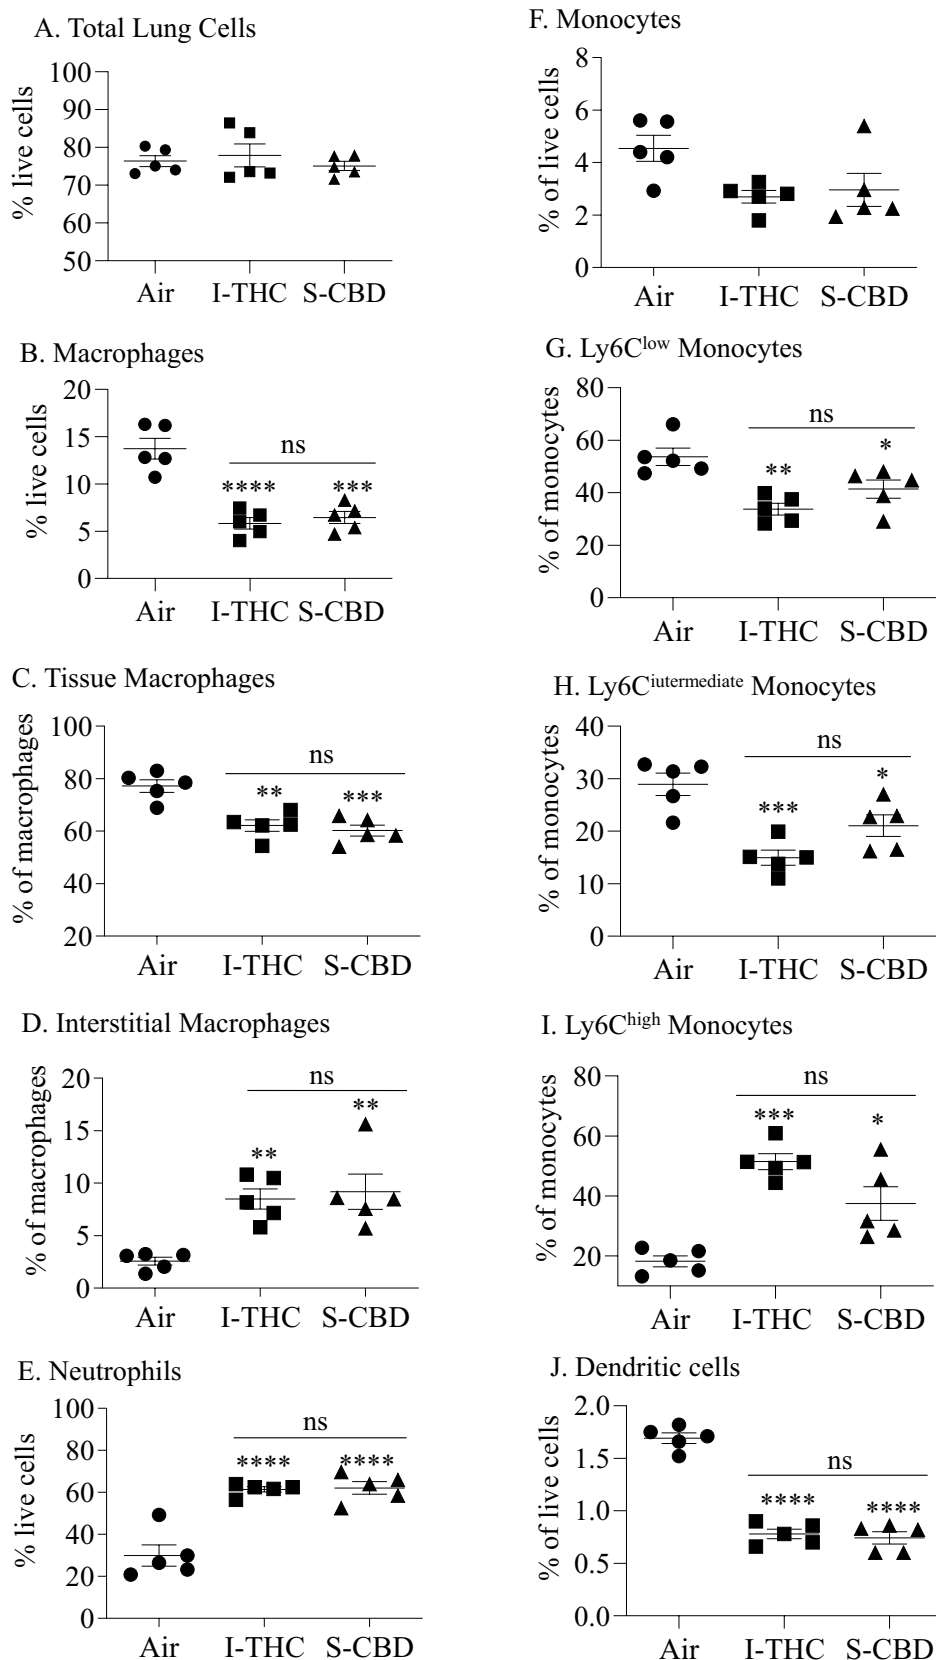 A. Total Lung Cells
% live cells
100
90
80
70
60
50
Air I-THC S-CBD
B. Macrophages
% live cells
20
15
10
5
0
ns
**** ***
Air I-THC S-CBD
C. Tissue Macrophages
% of macrophages
100
80
60
40
20
ns
** ***
Air I-THC S-CBD
D. Interstitial Macrophages
% of macrophages
20
15
10
5
0
ns
** **
Air I-THC S-CBD
E. Neutrophils
% live cells
100
80
60
40
20
0
ns
**** ****
Air I-THC S-CBD
F. Monocytes
% of live cells
8
6
4
2
0
Air I-THC S-CBD
G. Ly6Clow Monocytes
% of monocytes
80
60
40
20
0
ns
** *
Air I-THC S-CBD
H. Ly6Ciutermediate Monocytes
% of monocytes
40
30
20
10
0
ns
*** *
Air I-THC S-CBD
I. Ly6Chigh Monocytes
% of monocytes
80
60
40
20
ns
*** *
Air I-THC S-CBD
J. Dendritic cells
% of live cells
2.0
1.5
1.0
0.5
0.0
ns
**** ****
Air I-THC S-CBD